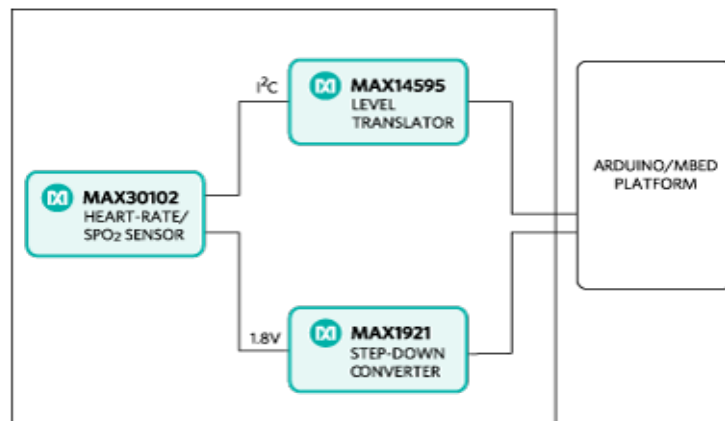 I²C
MAX14595
LEVEL
TRANSLATOR
ARDUINO/MBED
PLATFORM
MAX30102
HEART-RATE/
SPO₂ SENSOR
1.8V
MAX1921
STEP-DOWN
CONVERTER